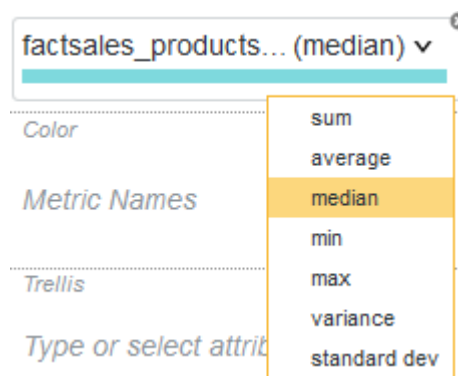 factsales_products... (median)
sum
Color
average
Metric Names
median
min
Trellis
max
variance
Type or select attrib
standard dev